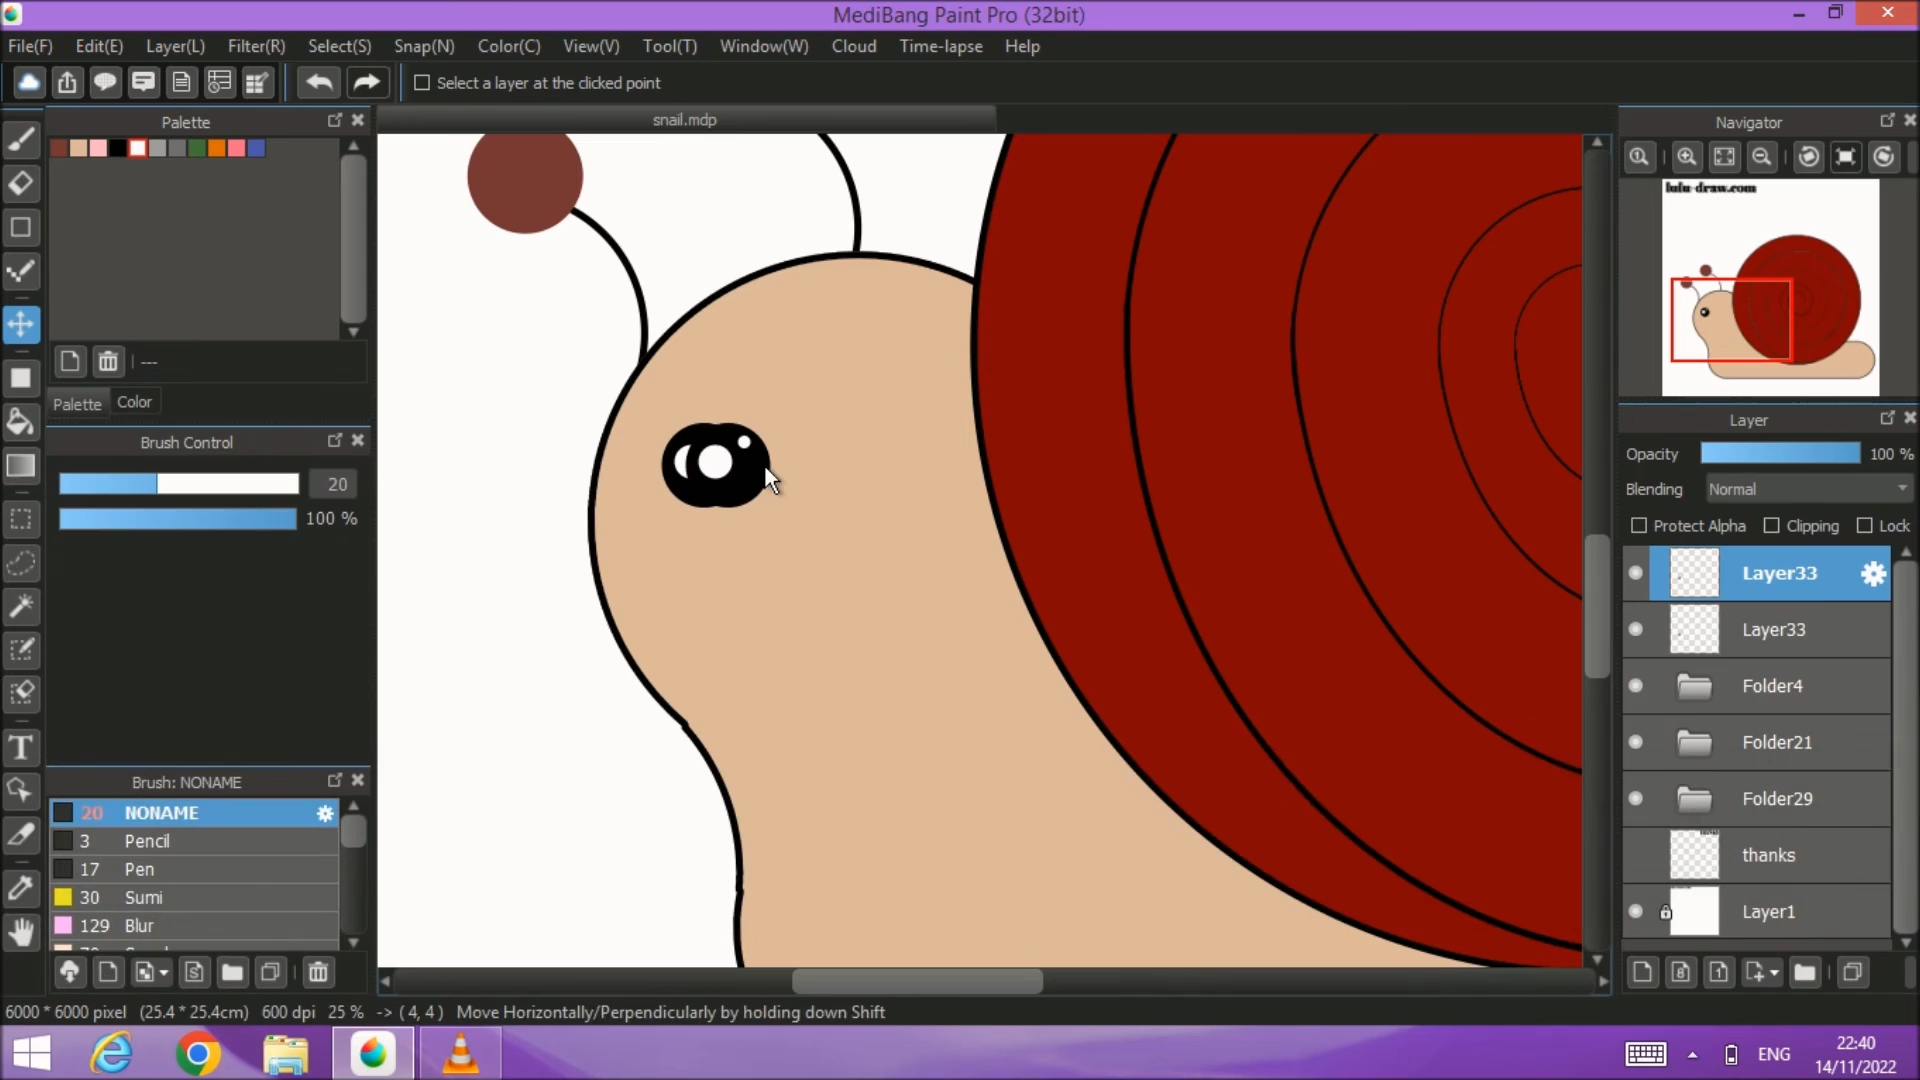 MediBang Paint Pro (32bit)
File(F) Edit(E) Layer(L) Filter(R) Select(S) Snap(N) Color(C) View(V) Tool(T) Window(W) Cloud Time-lapse Help
Select a layer at the clicked point
Palette
snail.mdp
Navigator
lulu-draw.com
---
Palette Color
Layer
Opacity 100 %
Brush Control
Blending Normal
20
100 %
Protect Alpha Clipping Lock
Layer33
Layer33
Folder4
Folder21
Folder29
thanks
Layer1
Brush: NONAME
20 NONAME
3 Pencil
17 Pen
30 Sumi
129 Blur
6000 * 6000 pixel (25.4 * 25.4cm) 600 dpi 25 % -> ( 4, 4 ) Move Horizontally/Perpendicularly by holding down Shift
ENG
22:40
14/11/2022